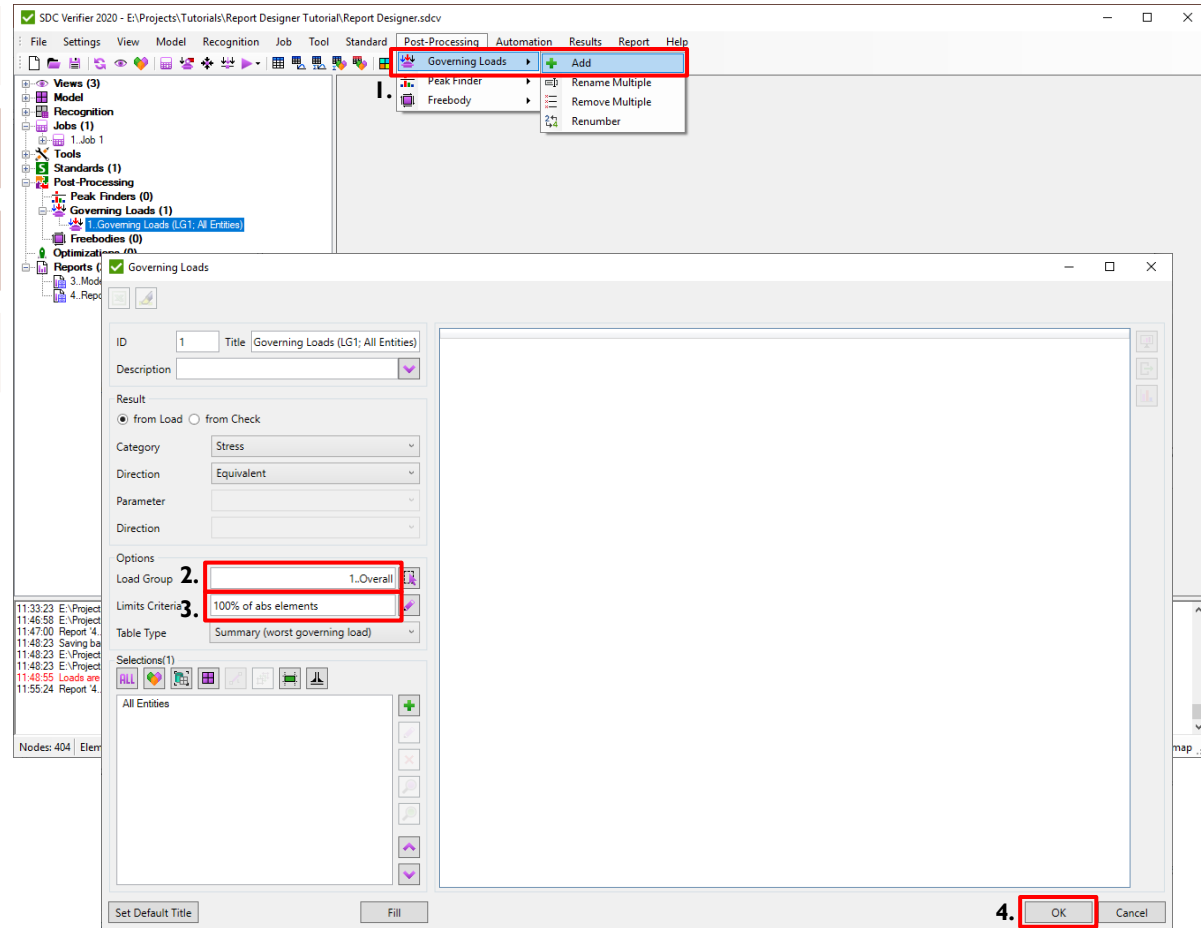 SDC Verifier 2020 - E:\Projects\Tutorials\Report Designer Tutorial\Report Designer.sdcv
File Settings View Model Recognition Job Tool Standard Post-Processing Automation Results Report Help
Governing Loads
Peak Finder
Freebody
1.
Add
Rename Multiple
Remove Multiple
Renumber
Views (3)
Model
Recognition
Jobs (1)
1..Job 1
Tools
Standards (1)
Post-Processing
Peak Finders (0)
Governing Loads (1)
1..Governing Loads (LG1; All Entities)
Freebodies (0)
Optimizations (0)
Reports (
3..Mode
4..Repo
Governing Loads
ID 1 Title Governing Loads (LG1; All Entities)
Description
Result
from Load from Check
Category Stress
Direction Equivalent
Parameter
Direction
Options
Load Group 2. 1..Overall
Limits Criteria 3. 100% of abs elements
Table Type Summary (worst governing load)
Selections(1)
ALL
All Entities
Set Default Title Fill
4. OK Cancel
11:33:23 E:\Project
11:46:58 E:\Project
11:47:00 Report '4.
11:48:23 Saving ba
11:48:23 E:\Project
11:48:23 E:\Project
11:48:55 Loads are
11:55:24 Report '4.
Nodes: 404 Elem
map